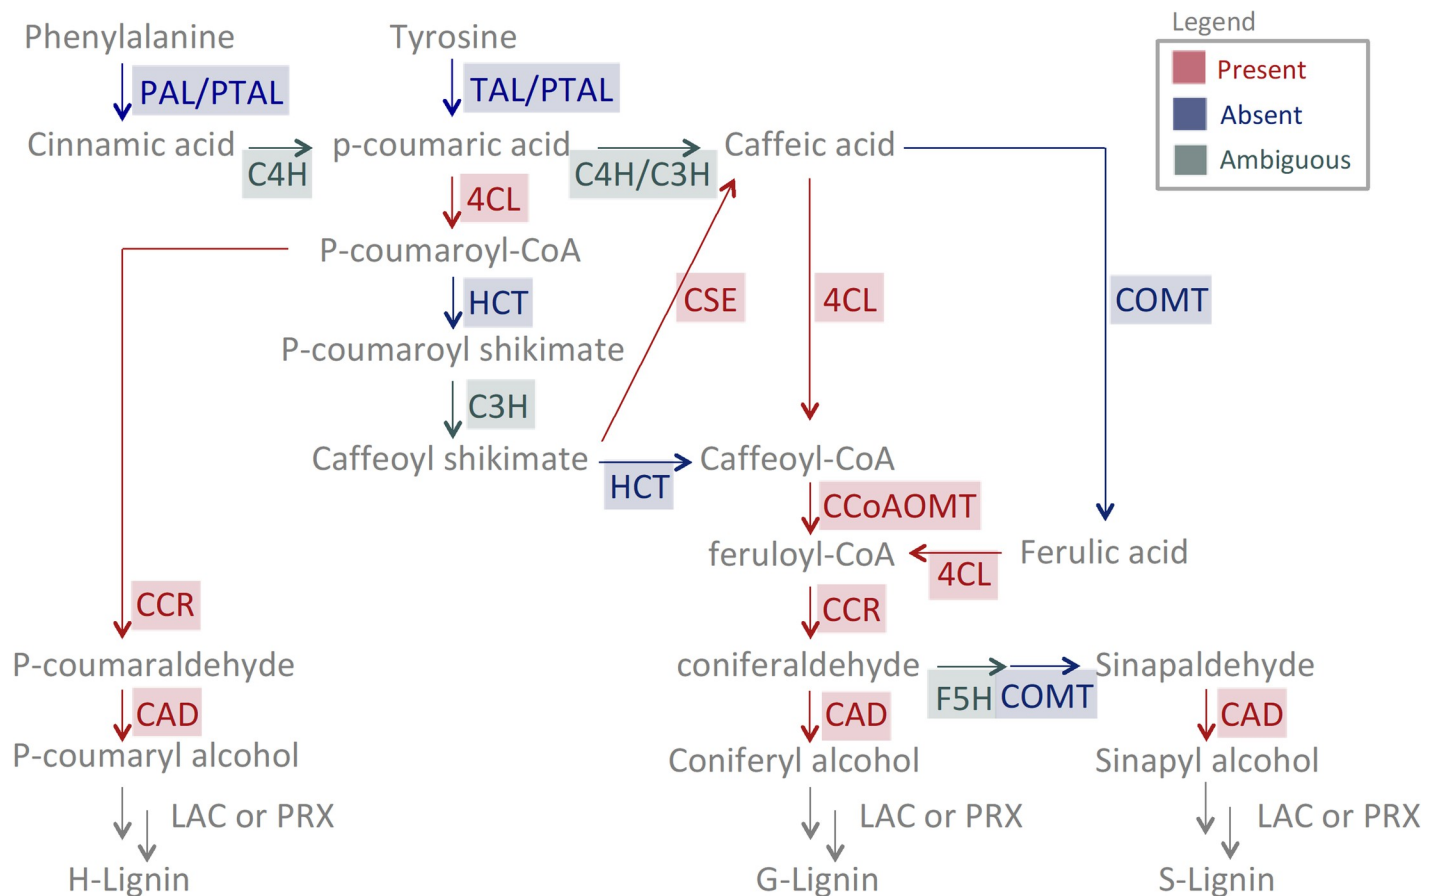 Legend
Present
Absent
Ambiguous
Phenylalanine
Tyrosine
PAL/PTAL
TAL/PTAL
Cinnamic acid
C4H
p-coumaric acid
C4H/C3H
Caffeic acid
4CL
P-coumaroyl-CoA
HCT
CSE
4CL
COMT
P-coumaroyl shikimate
C3H
Caffeoyl shikimate
HCT
Caffeoyl-CoA
CCoAOMT
feruloyl-CoA
4CL
Ferulic acid
CCR
CCR
P-coumaraldehyde
coniferaldehyde
F5H
COMT
Sinapaldehyde
CAD
CAD
CAD
P-coumaryl alcohol
Coniferyl alcohol
Sinapyl alcohol
LAC or PRX
LAC or PRX
LAC or PRX
H-Lignin
G-Lignin
S-Lignin